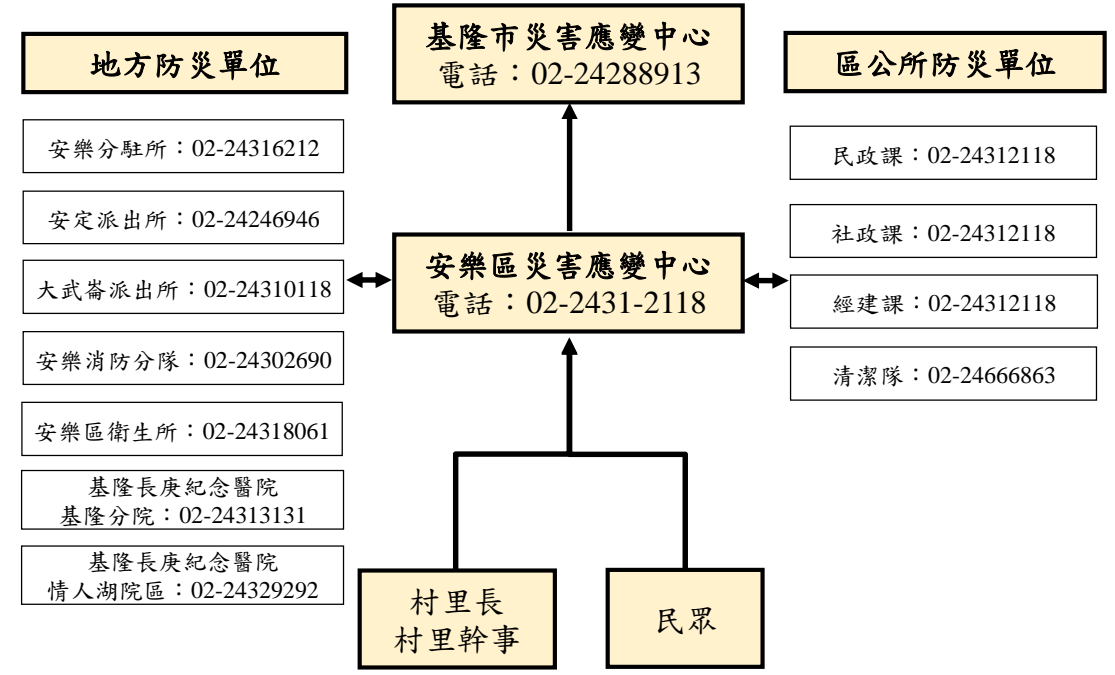 地方防災單位
安樂分駐所：02-24316212
安定派出所：02-24246946
大武崙派出所：02-24310118
安樂消防分隊：02-24302690
安樂區衛生所：02-24318061
基隆長庚紀念醫院
基隆分院：02-24313131
基隆長庚紀念醫院
情人湖院區：02-24329292
基隆市災害應變中心
電話：02-24288913
安樂區災害應變中心
電話：02-2431-2118
村里長
村里幹事
民眾
區公所防災單位
民政課：02-24312118
社政課：02-24312118
經建課：02-24312118
清潔隊：02-24666863